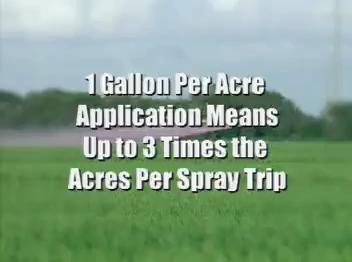 1 Gallon Per Acre
Application Means
Up to 3 Times the
Acres Per Spray Trip